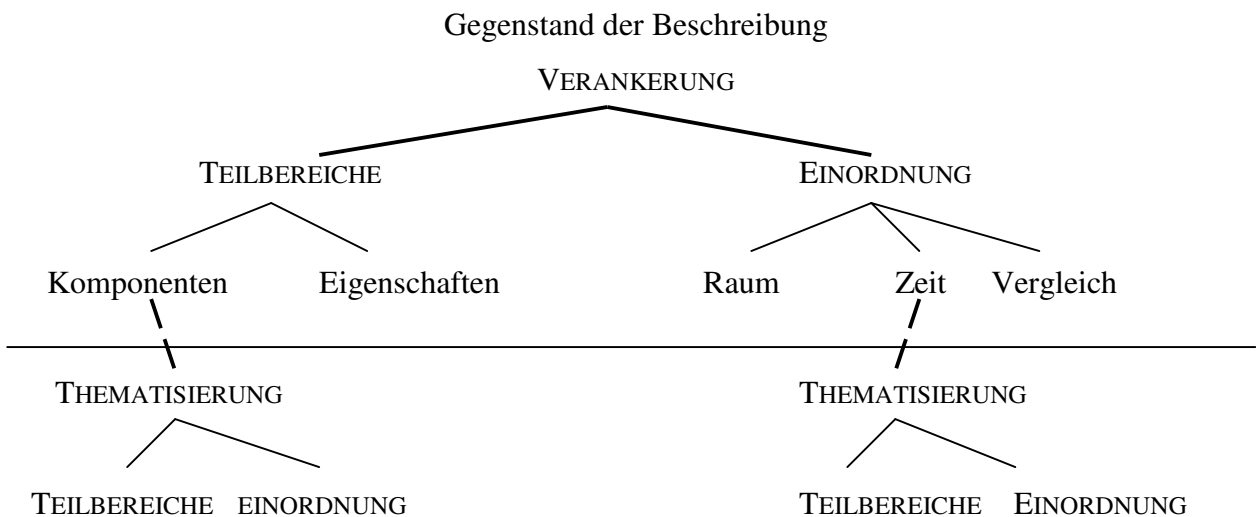 Gegenstand der Beschreibung
VERANKERUNG
TEILBEREICHE EINORDNUNG
Komponenten Eigenschaften Raum Zeit Vergleich
THEMATISIERUNG THEMATISIERUNG
TEILBEREICHE EINORDNUNG TEILBEREICHE EINORDNUNG